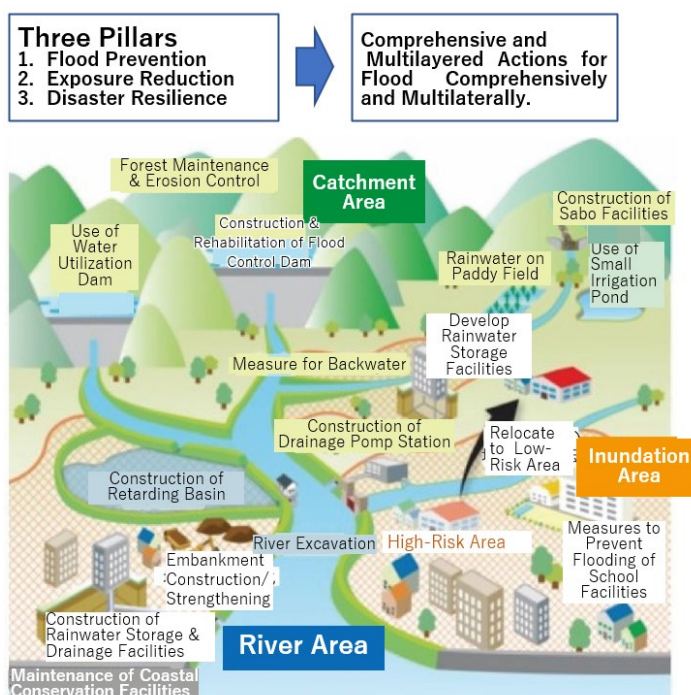 Three Pillars
1. Flood Prevention
2. Exposure Reduction
3. Disaster Resilience
Comprehensive and
Multilayered Actions for
Flood Comprehensively
and Multilaterally.
Forest Maintenance
& Erosion Control
Catchment
Area
Construction of
Sabo Facilities
Use of
Water
Utilization
Dam
Construction &
Rehabilitation of Flood
Control Dam
Rainwater on
Paddy Field
Use of
Small
Irrigation
Pond
Develop
Rainwater
Storage
Facilities
Measure for Backwater
Construction of
Drainage Pomp Station
Relocate
to Low-
Risk Area
Inundation
Area
Construction of
Retarding Basin
River Excavation
High-Risk Area
Measures to
Prevent
Flooding of
School
Facilities
Embankment
Construction/
Strengthening
Construction of
Rainwater Storage &
Drainage Facilities
River Area
Maintenance of Coastal
Conservation Facilities